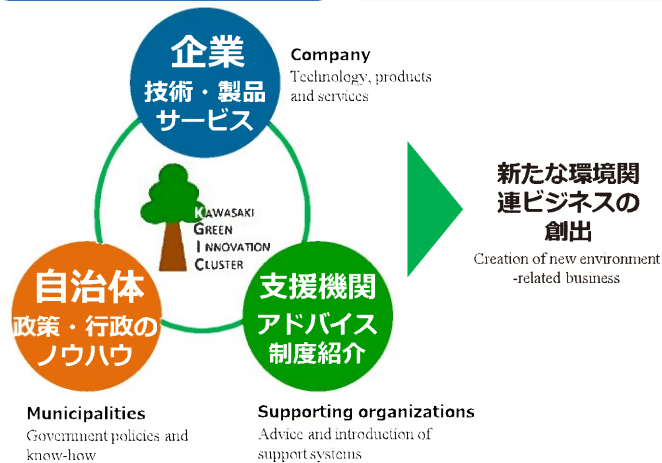 企業
技術・製品
サービス
Company
Technology, products
and services
KAWASAKI
GREEN
INNOVATION
CLUSTER
新たな環境関
連ビジネスの
創出
Creation of new environment
-related business
自治体
政策・行政の
ノウハウ
支援機関
アドバイス
制度紹介
Municipalities
Government policies and
know-how
Supporting organizations
Advice and introduction of
support systems